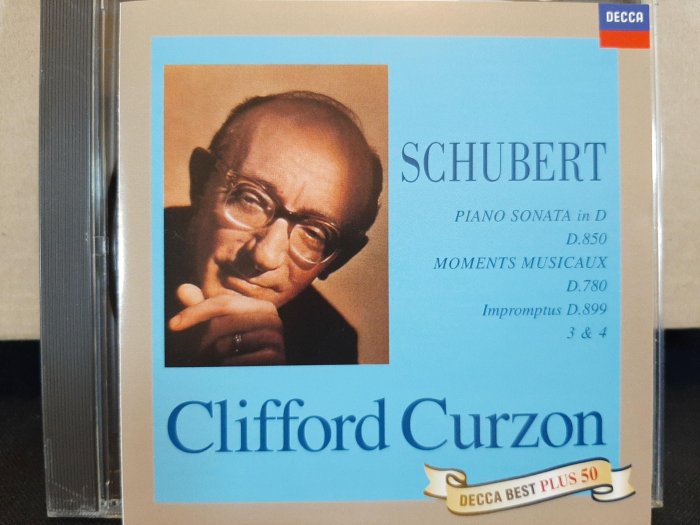 DECCA
SCHUBERT
PIANO SONATA in D
D.850
MOMENTS MUSICAUX
D.780
Impromptus D.899
3 & 4
Clifford Curzon
DECCA BEST PLUS 50